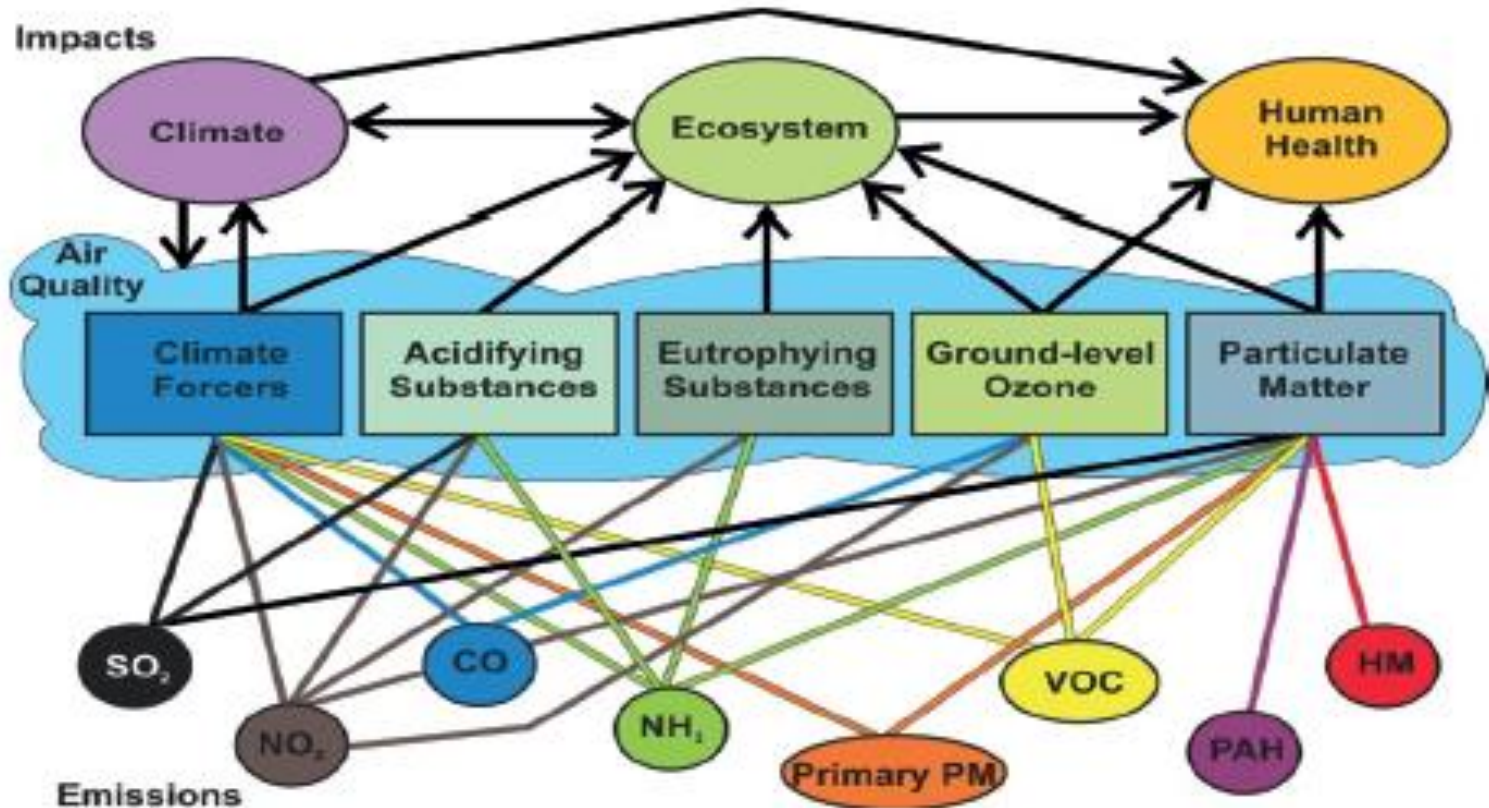 Impacts
Climate
Ecosystem
Human
Health
Air
Quality
Climate
Forcers
Acidifying
Substances
Eutrophying
Substances
Ground-level
Ozone
Particulate
Matter
SO₂
CO
VOC
HM
NH₃
PAH
Primary PM
Emissions